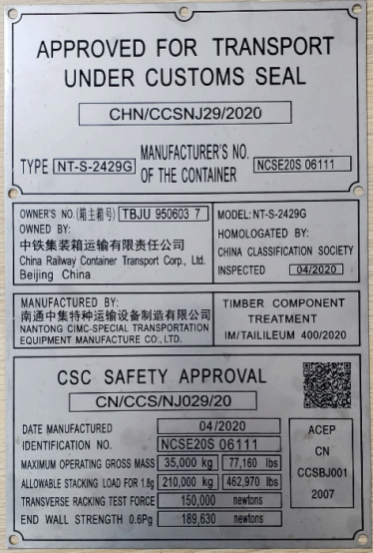 APPROVED FOR TRANSPORT
UNDER CUSTOMS SEAL
CHN/CCSNJ29/2020
TYPE NT-S-2429G MANUFACTURER'S NO. OF THE CONTAINER NCSE20S 06111
OWNER'S NO.(箱主箱号) TBJU 950603 7
OWNED BY:
中铁集装箱运输有限责任公司
China Railway Container Transport Corp., Ltd.
Beijing China
MODEL: NT-S-2429G
HOMOLOGATED BY:
CHINA CLASSIFICATION SOCIETY
INSPECTED 04/2020
MANUFACTURED BY:
南通中集特种运输设备制造有限公司
NANTONG CIMC-SPECIAL TRANSPORTATION
EQUIPMENT MANUFACTURE CO., LTD.
TIMBER COMPONENT
TREATMENT
IM/TAILILEUM 400/2020
CSC SAFETY APPROVAL
CN/CCS/NJ029/20
DATE MANUFACTURED 04/2020
IDENTIFICATION NO. NCSE20S 06111
MAXIMUM OPERATING GROSS MASS 35,000 kg 77,160 lbs
ALLOWABLE STACKING LOAD FOR 1.8g 210,000 kg 462,970 lbs
TRANSVERSE RACKING TEST FORCE 150,000 newtons
END WALL STRENGTH 0.6Pg 189,630 newtons
ACEP
CN
CCSBJ001
2007